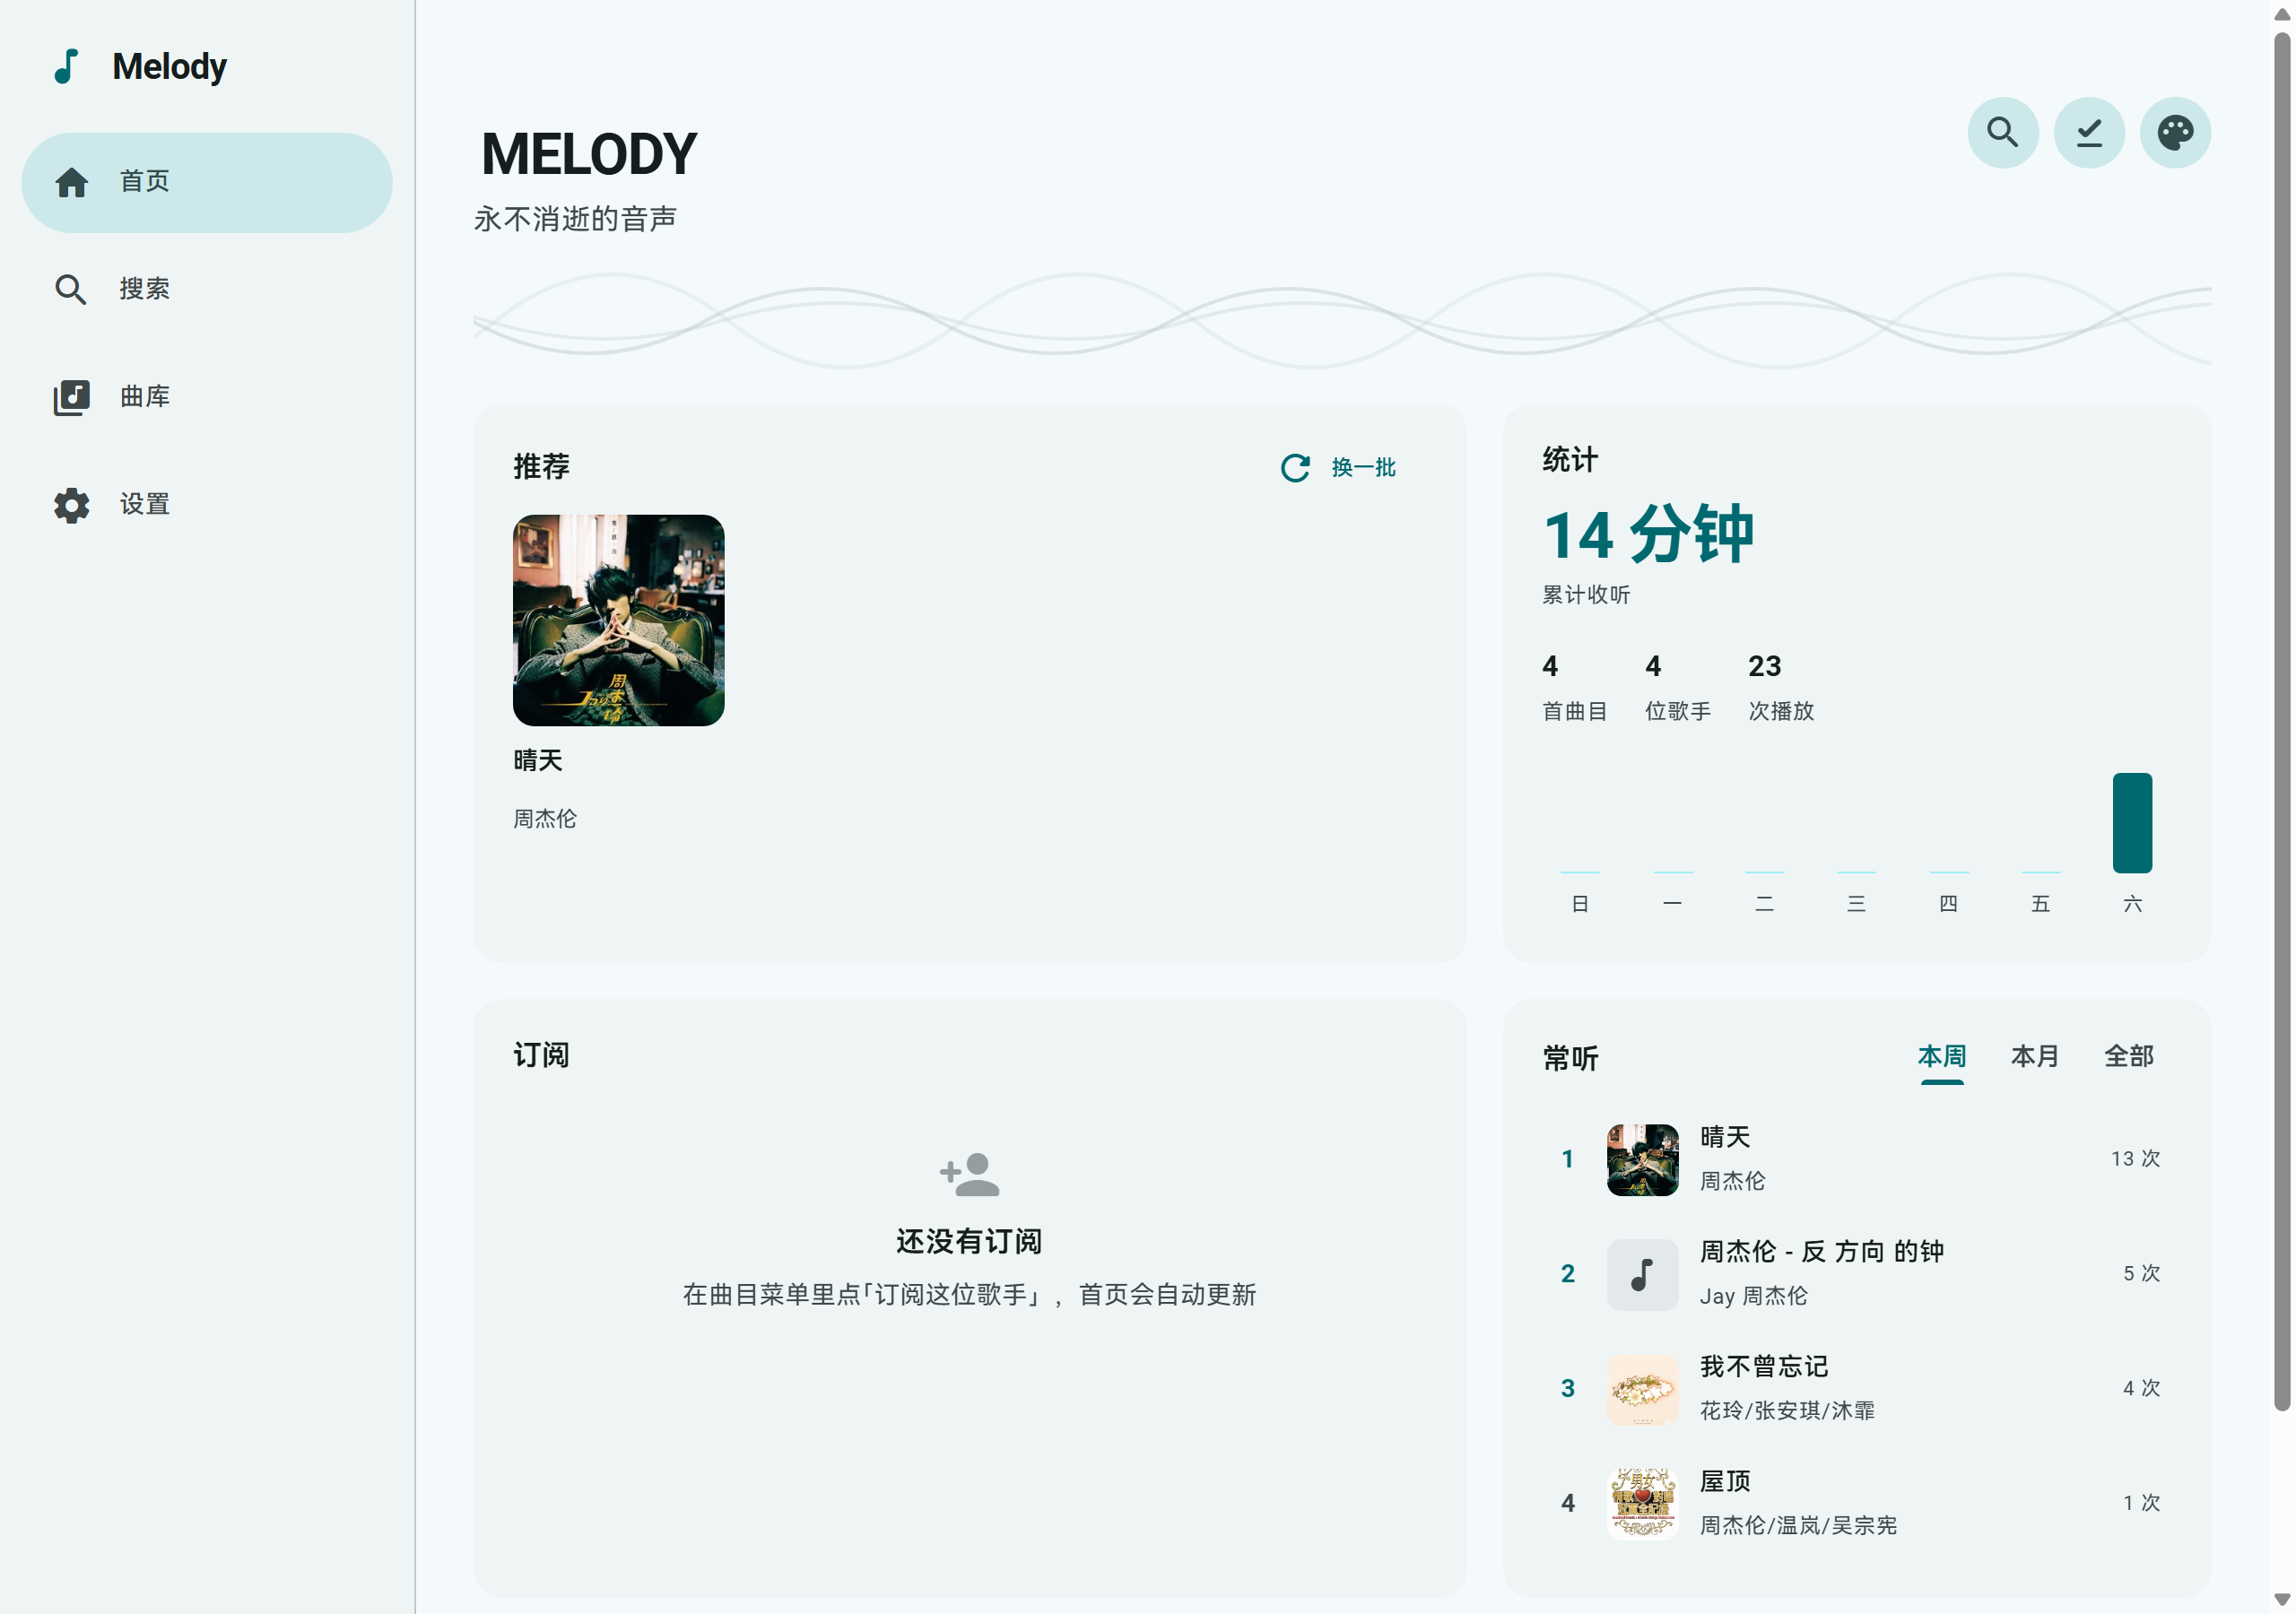 Melody
首页
搜索
曲库
设置
MELODY
永不消逝的音声
推荐
换一批
周杰伦
Jay
晴天
周杰伦
统计
14 分钟
累计收听
4 4 23
首曲目 位歌手 次播放
日 一 二 三 四 五 六
订阅
还没有订阅
在曲目菜单里点「订阅这位歌手」，首页会自动更新
常听
本周 本月 全部
1 晴天 13 次
周杰伦
2 周杰伦 - 反 方向 的钟 5 次
Jay 周杰伦
3 我不曾忘记 4 次
花玲/张安琪/沐霏
4 屋顶 1 次
周杰伦/温岚/吴宗宪
男女